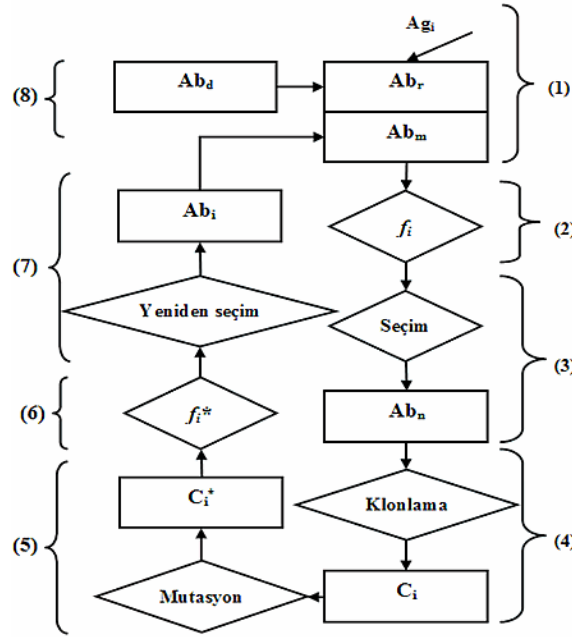 Ag_i
(8)
Ab_d
Ab_r
(1)
Ab_m
Ab_i
f_i
(2)
(7)
Yeniden seçim
Seçim
(3)
(6)
f_i*
Ab_n
C_i*
Klonlama
(5)
(4)
Mutasyon
C_i